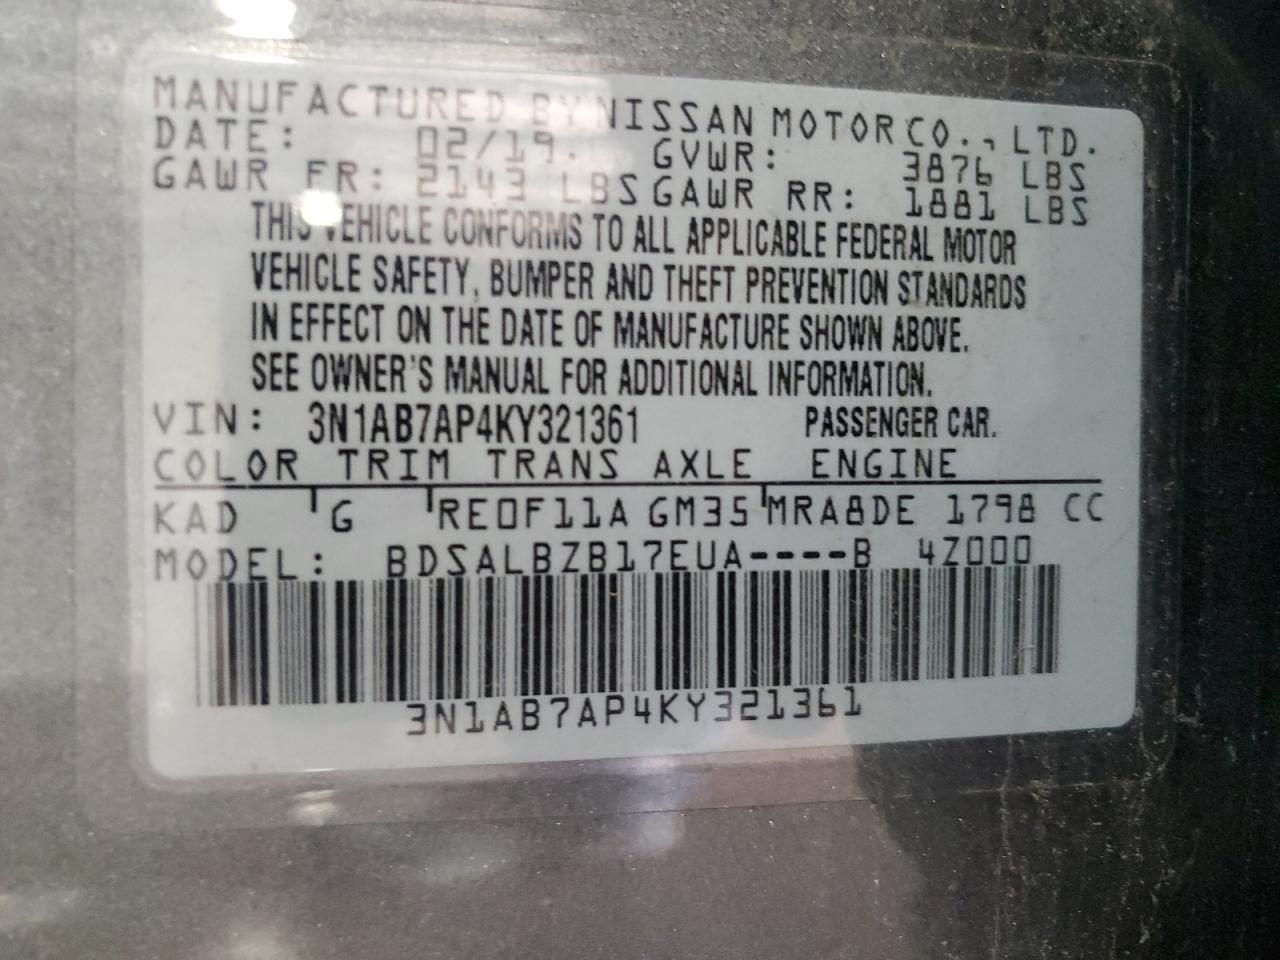 MANUFACTURED BY NISSAN MOTOR CO., LTD.
DATE: 02/19. GVWR: 3876 LBS
GAWR FR: 2143 LBS GAWR RR: 1881 LBS
THIS VEHICLE CONFORMS TO ALL APPLICABLE FEDERAL MOTOR
VEHICLE SAFETY, BUMPER AND THEFT PREVENTION STANDARDS
IN EFFECT ON THE DATE OF MANUFACTURE SHOWN ABOVE.
SEE OWNER'S MANUAL FOR ADDITIONAL INFORMATION.
VIN: 3N1AB7AP4KY321361 PASSENGER CAR.
COLOR TRIM TRANS AXLE ENGINE
KAD G RE0F11A GM35 MRA8DE 1798 CC
MODEL: BDSALBZB17EUA----B 4Z000
3N1AB7AP4KY321361